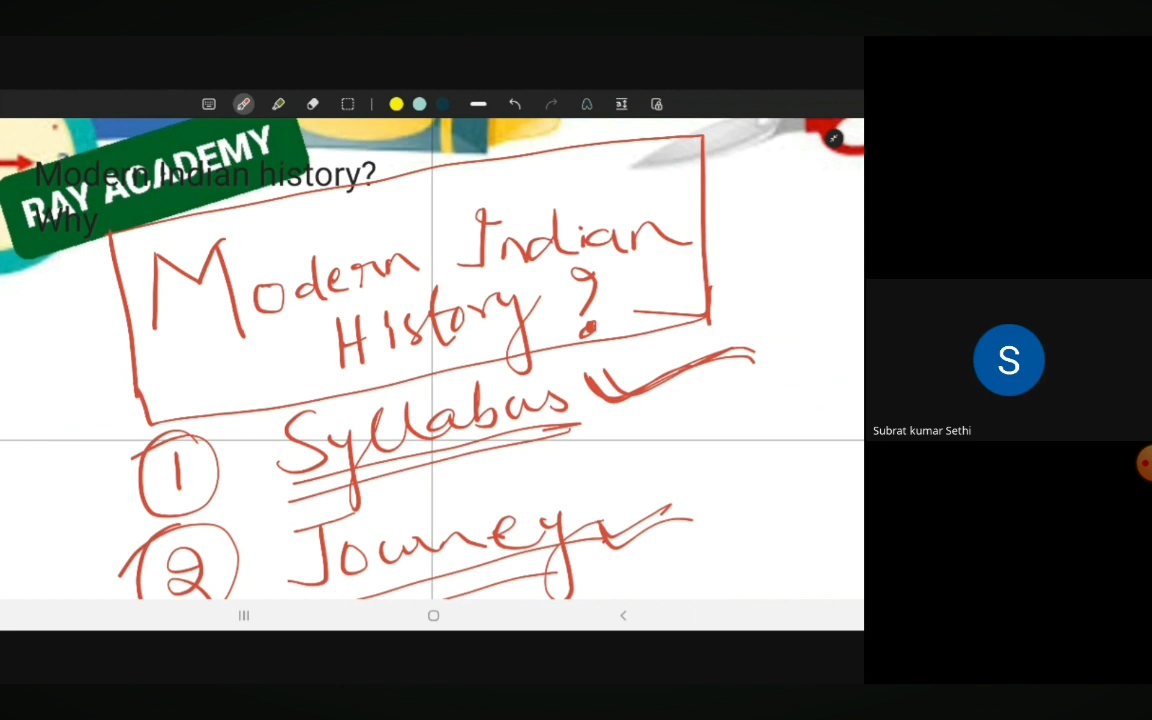 RAY ACADEMY
Modern Indian history?
Why
Modern Indian
History ?
1 Syllabus
2 Journey
S
Subrat kumar Sethi